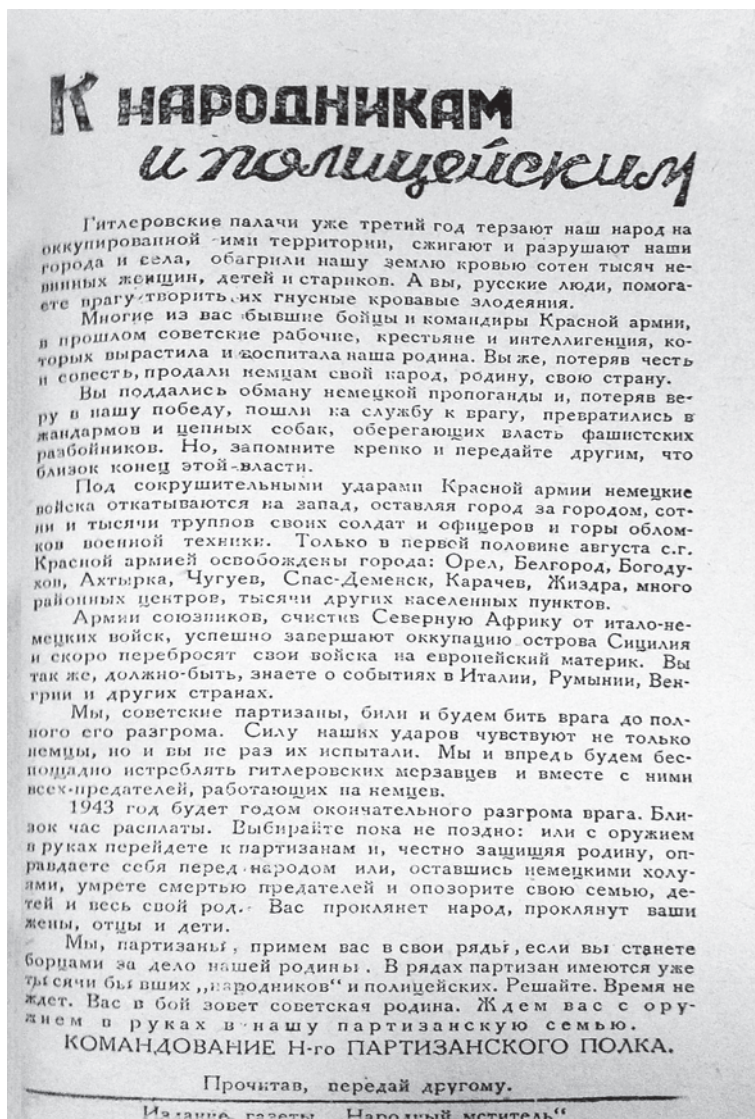 К НАРОДНИКАМ
и полицейским
Гитлеровские палачи уже третий год терзают наш народ на
оккупированной ими территории, сжигают и разрушают наши
города и села, обагрили нашу землю кровью сотен тысяч не-
винных женщин, детей и стариков. А вы, русские люди, помога-
ете врагу творить их гнусные кровавые злодеяния.
Многие из вас бывшие бойцы и командиры Красной армии,
в прошлом советские рабочие, крестьяне и интеллигенция, ко-
торых вырастила и воспитала наша родина. Вы же, потеряв честь
и совесть, продали немцам свой народ, родину, свою страну.
Вы поддались обману немецкой пропоганды и, потеряв ве-
ру в нашу победу, пошли на службу к врагу, превратились в
жандармов и цепных собак, оберегающих власть фашистских
разбойников. Но, запомните крепко и передайте другим, что
близок конец этой власти.
Под сокрушительными ударами Красной армии немецкие
войска откатываются на запад, оставляя город за городом, сот-
ни и тысячи труппов своих солдат и офицеров и горы облом-
ков военной техники. Только в первой половине августа с.г.
Красной армией освобождены города: Орел, Белгород, Богоду-
хов, Ахтырка, Чугуев, Спас-Деменск, Карачев, Жиздра, много
районных центров, тысячи других населенных пунктов.
Армии союзников, счистив Северную Африку от итало-не-
мецких войск, успешно завершают оккупацию острова Сицилия
и скоро перебросят свои войска на европейский материк. Вы
так же, должно-быть, знаете о событиях в Италии, Румынии, Вен-
грии и других странах.
Мы, советские партизаны, били и будем бить врага до пол-
ного его разгрома. Силу наших ударов чувствуют не только
немцы, но и вы не раз их испытали. Мы и впредь будем бес-
пощадно истреблять гитлеровских мерзавцев и вместе с ними
всех предателей, работающих на немцев.
1943 год будет годом окончательного разгрома врага. Бли-
зок час расплаты. Выбирайте пока не поздно: или с оружием
в руках перейдете к партизанам и, честно защищяя родину, оп-
равдаете себя перед народом или, оставшись немецкими холу-
ями, умрете смертью предателей и опозорите свою семью, де-
тей и весь свой род. Вас проклянет народ, проклянут ваши
жены, отцы и дети.
Мы, партизаны, примем вас в свои ряды, если вы станете
борцами за дело нашей родины. В рядах партизан имеются уже
тысячи бывших „народников“ и полицейских. Решайте. Время не
ждет. Вас в бой зовет советская родина. Ждем вас с ору-
жием в руках в нашу партизанскую семью.
КОМАНДОВАНИЕ Н-го ПАРТИЗАНСКОГО ПОЛКА.
Прочитав, передай другому.
Издание газеты „Народный мститель“